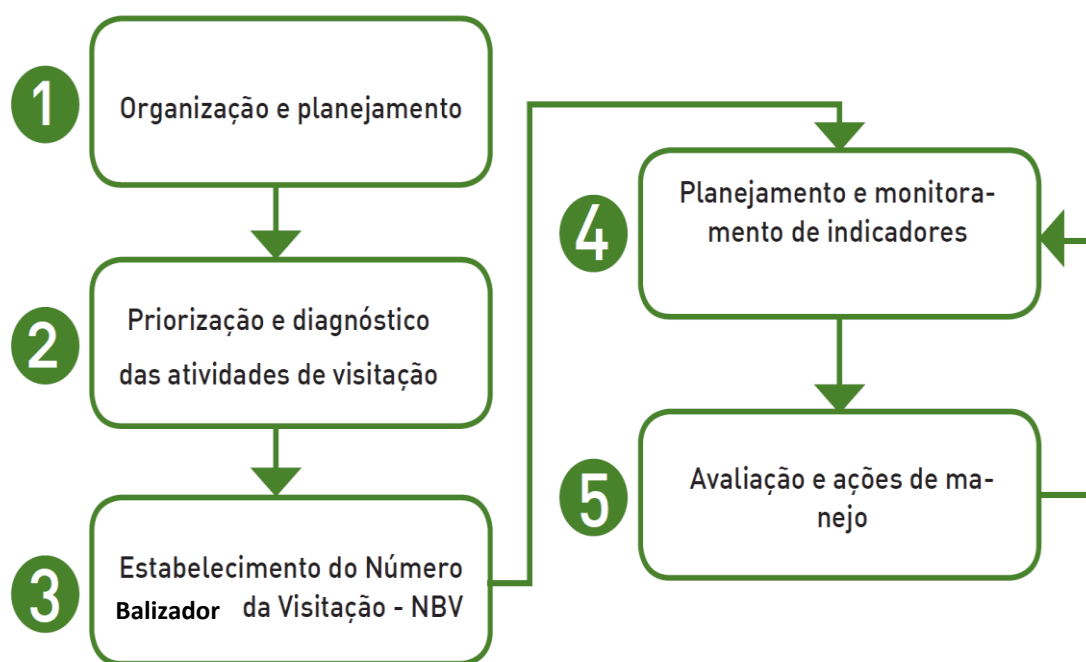 1
Organização e planejamento
2
Priorização e diagnóstico
das atividades de visitação
3
Estabelecimento do Número
Balizador da Visitação - NBV
4
Planejamento e monitora-
mento de indicadores
5
Avaliação e ações de ma-
nejo